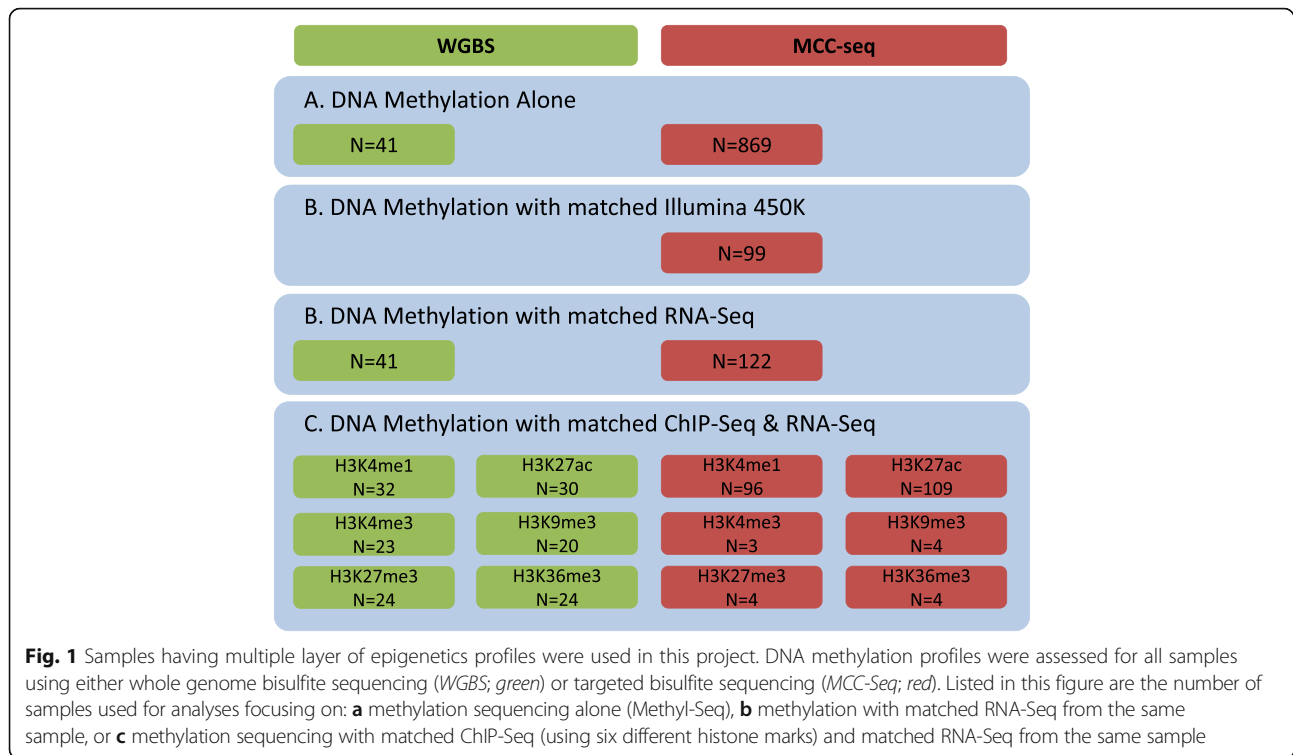 WGBS MCC-seq
A. DNA Methylation Alone
N=41 N=869
B. DNA Methylation with matched Illumina 450K
N=99
B. DNA Methylation with matched RNA-Seq
N=41 N=122
C. DNA Methylation with matched ChIP-Seq & RNA-Seq
H3K4me1 H3K27ac H3K4me1 H3K27ac
N=32 N=30 N=96 N=109
H3K4me3 H3K9me3 H3K4me3 H3K9me3
N=23 N=20 N=3 N=4
H3K27me3 H3K36me3 H3K27me3 H3K36me3
N=24 N=24 N=4 N=4
Fig. 1 Samples having multiple layer of epigenetics profiles were used in this project. DNA methylation profiles were assessed for all samples
using either whole genome bisulfite sequencing (WGBS; green) or targeted bisulfite sequencing (MCC-Seq; red). Listed in this figure are the number of
samples used for analyses focusing on: a methylation sequencing alone (Methyl-Seq), b methylation with matched RNA-Seq from the same
sample, or c methylation sequencing with matched ChIP-Seq (using six different histone marks) and matched RNA-Seq from the same sample